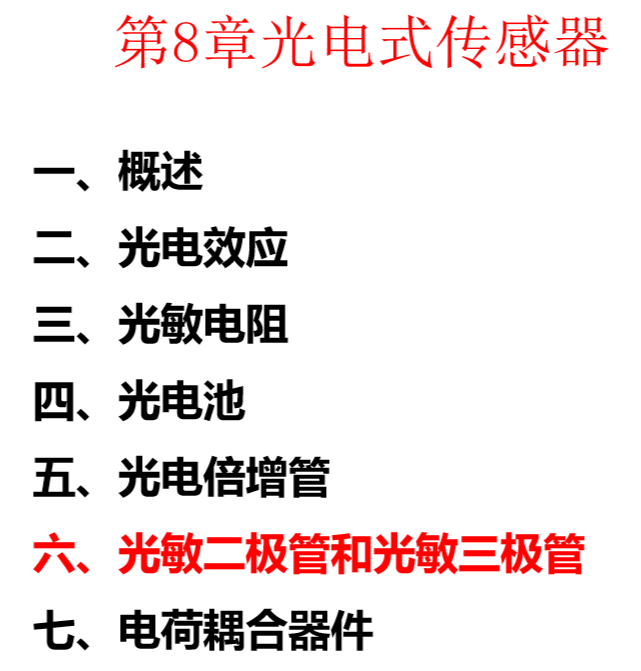 第8章光电式传感器
一、概述
二、光电效应
三、光敏电阻
四、光电池
五、光电倍增管
六、光敏二极管和光敏三极管
七、电荷耦合器件